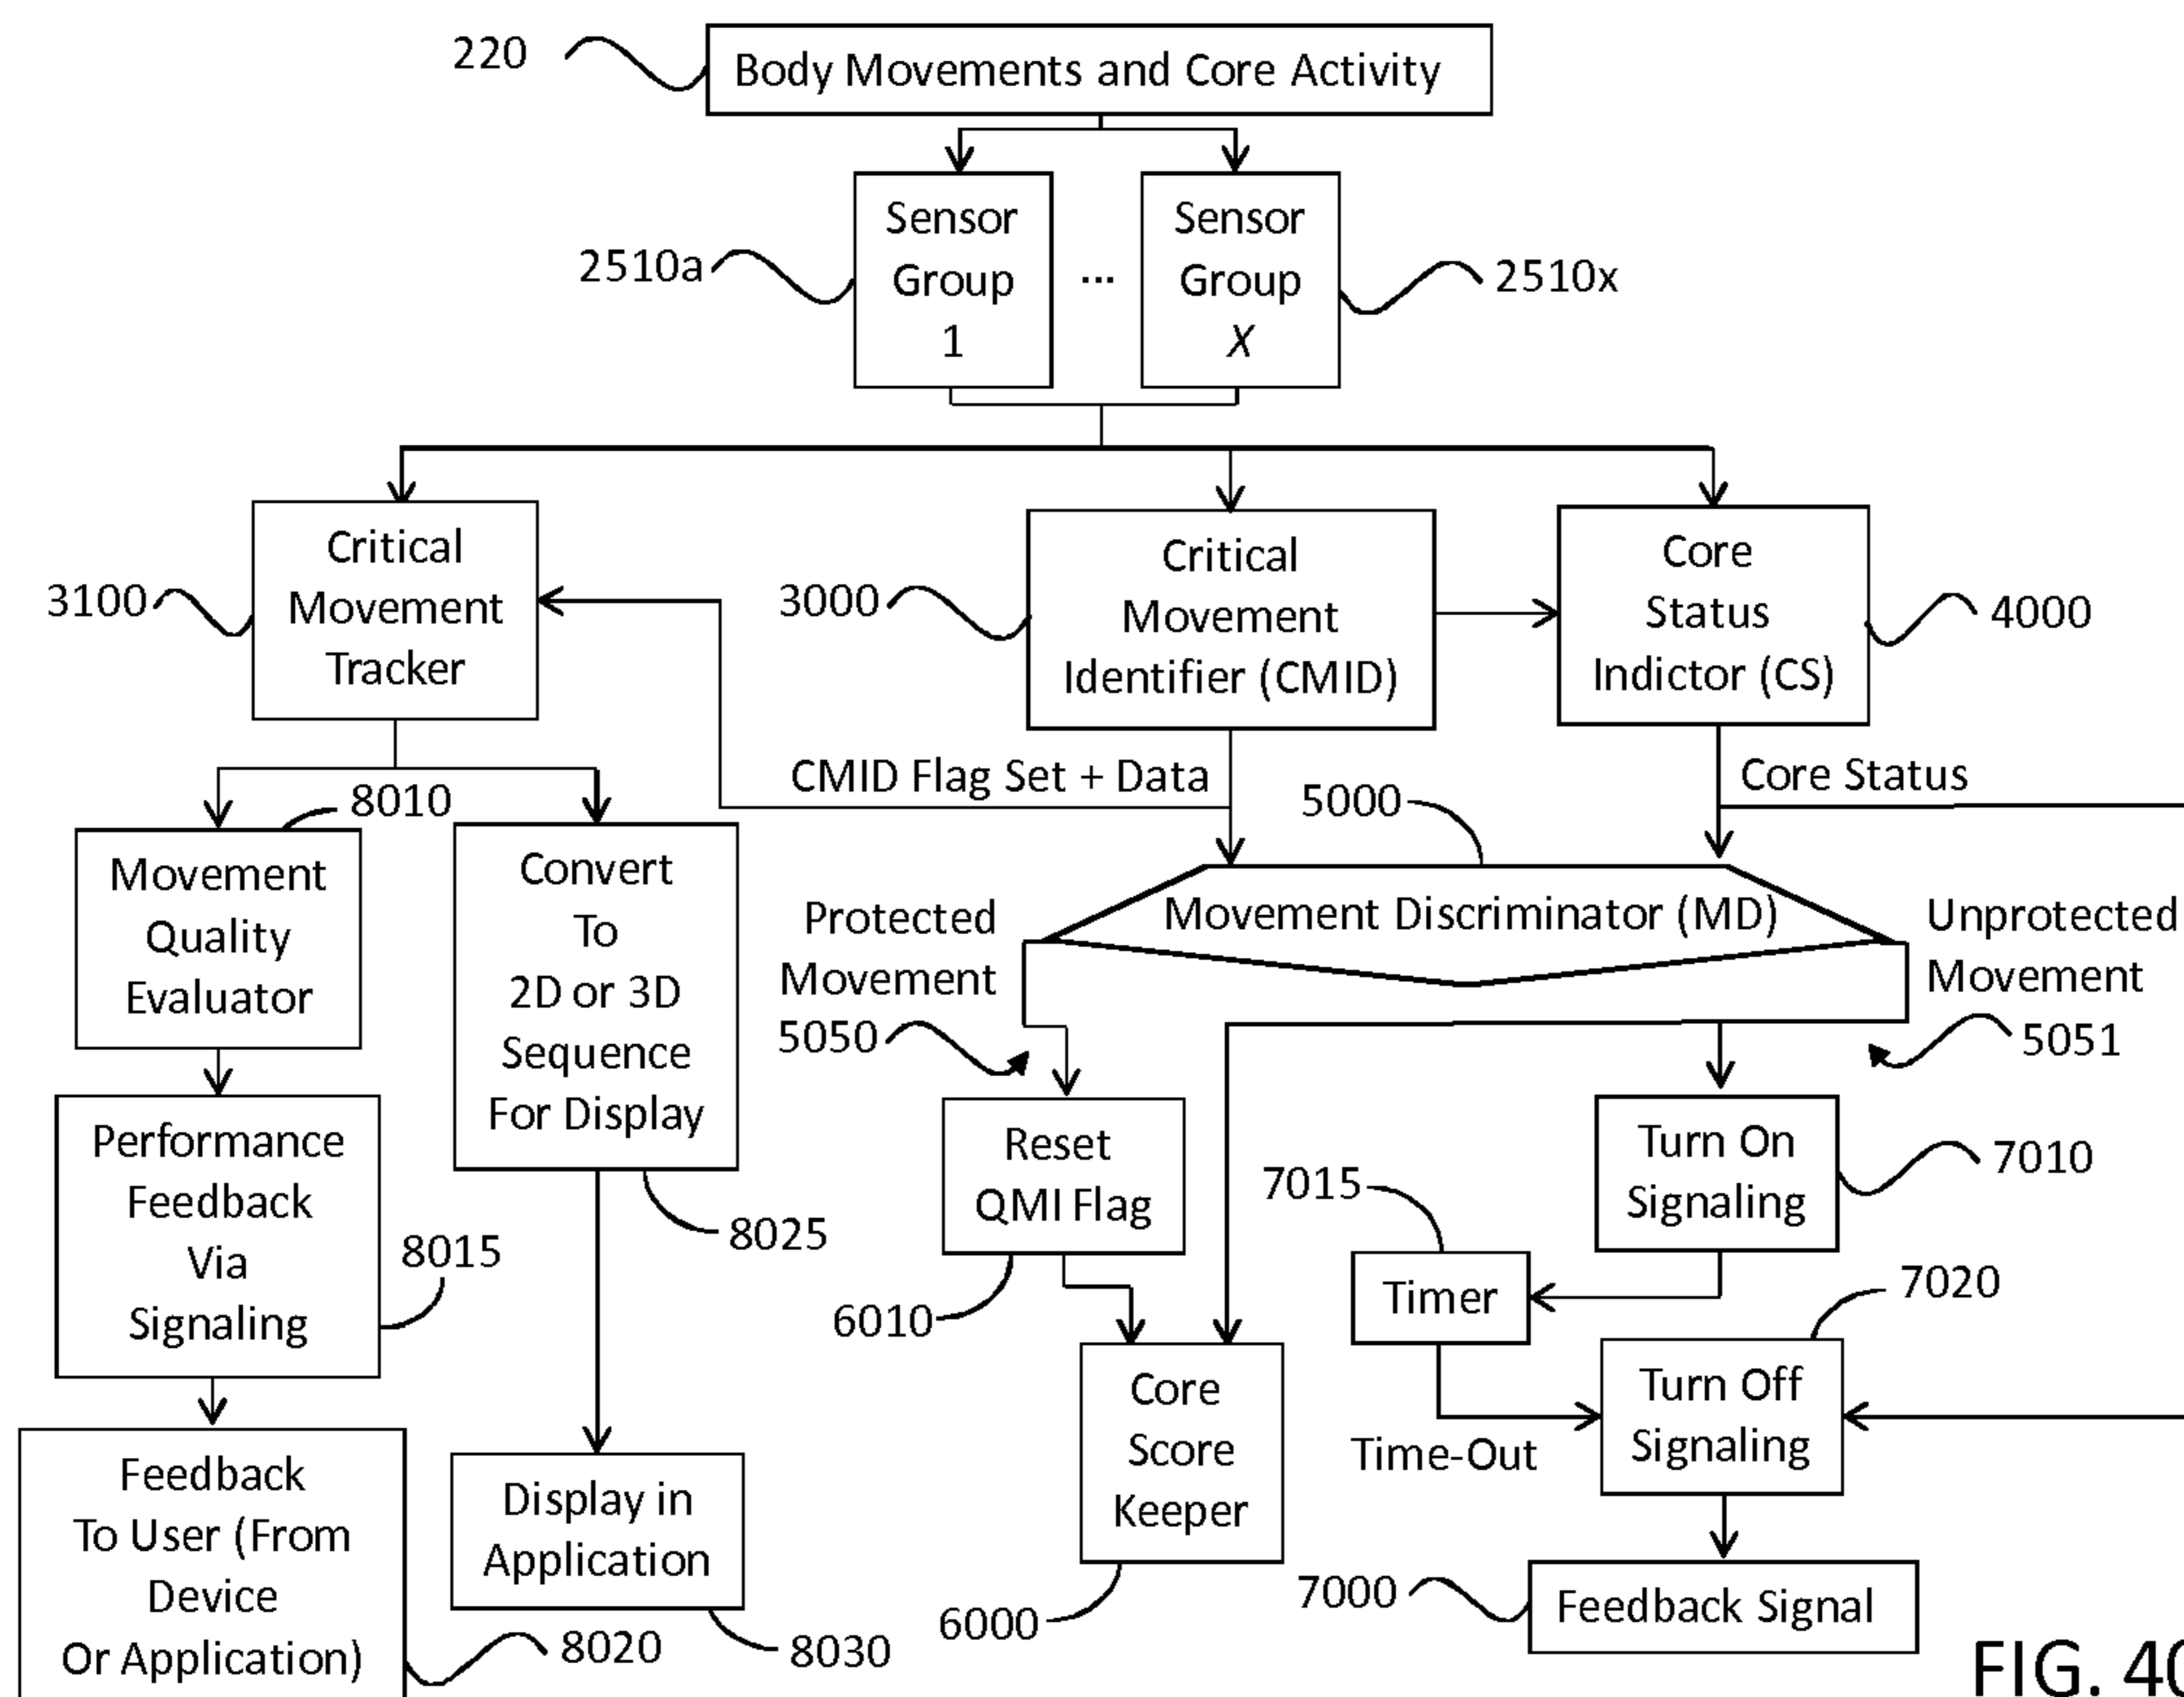 220
Body Movements and Core Activity
Sensor
Group
1
...
Sensor
Group
X
2510a
2510x
Critical
Movement
Tracker
3100
Critical
Movement
Identifier (CMID)
3000
Core
Status
Indictor (CS)
4000
CMID Flag Set + Data
Core Status
8010
5000
Movement
Quality
Evaluator
Convert
To
2D or 3D
Sequence
For Display
Movement Discriminator (MD)
Protected
Movement
5050
Unprotected
Movement
5051
Performance
Feedback
Via
Signaling
8015
8025
Reset
QMI Flag
6010
7015
Timer
Turn On
Signaling
7010
7020
Turn Off
Signaling
Time-Out
Core
Score
Keeper
6000
Feedback
To User (From
Device
Or Application)
8020
Display in
Application
8030
7000
Feedback Signal
FIG. 40